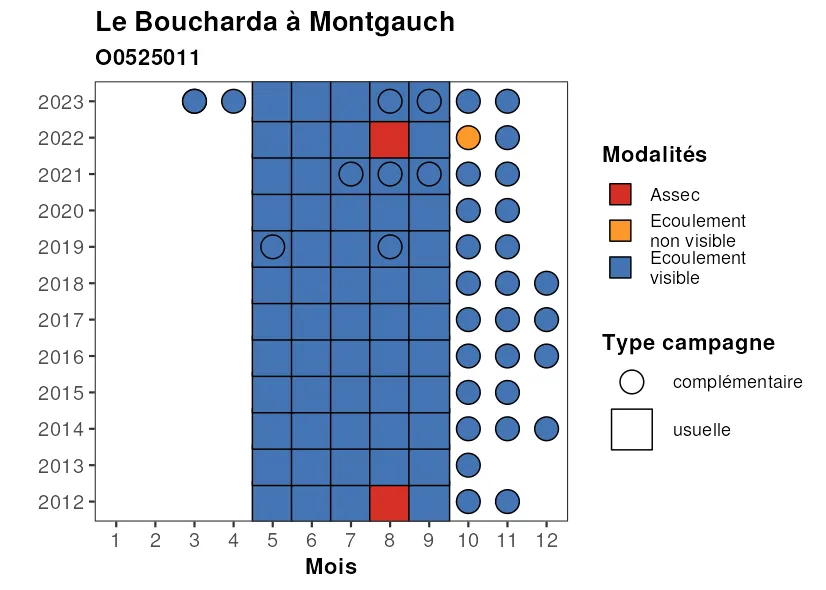 Le Boucharda à Montgauch
O0525011
2023
2022
2021
2020
2019
2018
2017
2016
2015
2014
2013
2012
1 2 3 4 5 6 7 8 9 10 11 12
Mois
Modalités
Assec
Ecoulement
non visible
Ecoulement
visible
Type campagne
complémentaire
usuelle